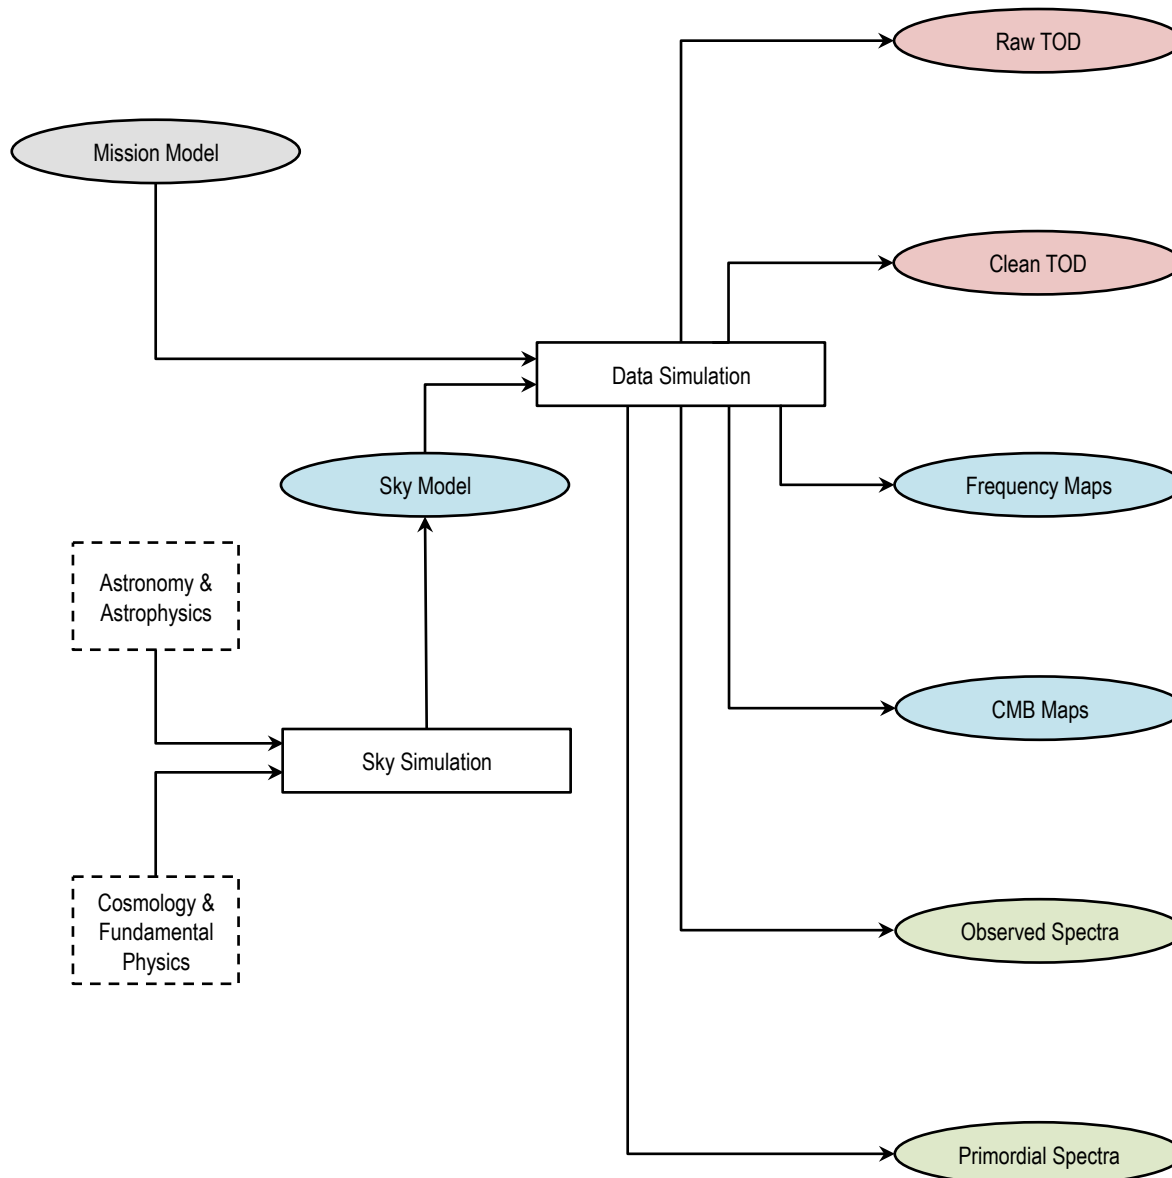 Raw TOD
Mission Model
Clean TOD
Data Simulation
Sky Model
Frequency Maps
Astronomy &
Astrophysics
CMB Maps
Sky Simulation
Cosmology &
Fundamental
Physics
Observed Spectra
Primordial Spectra